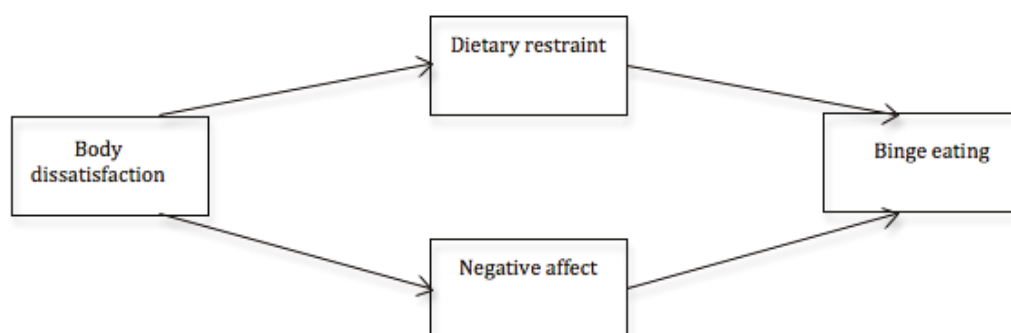 Dietary restraint
Body
dissatisfaction
Binge eating
Negative affect